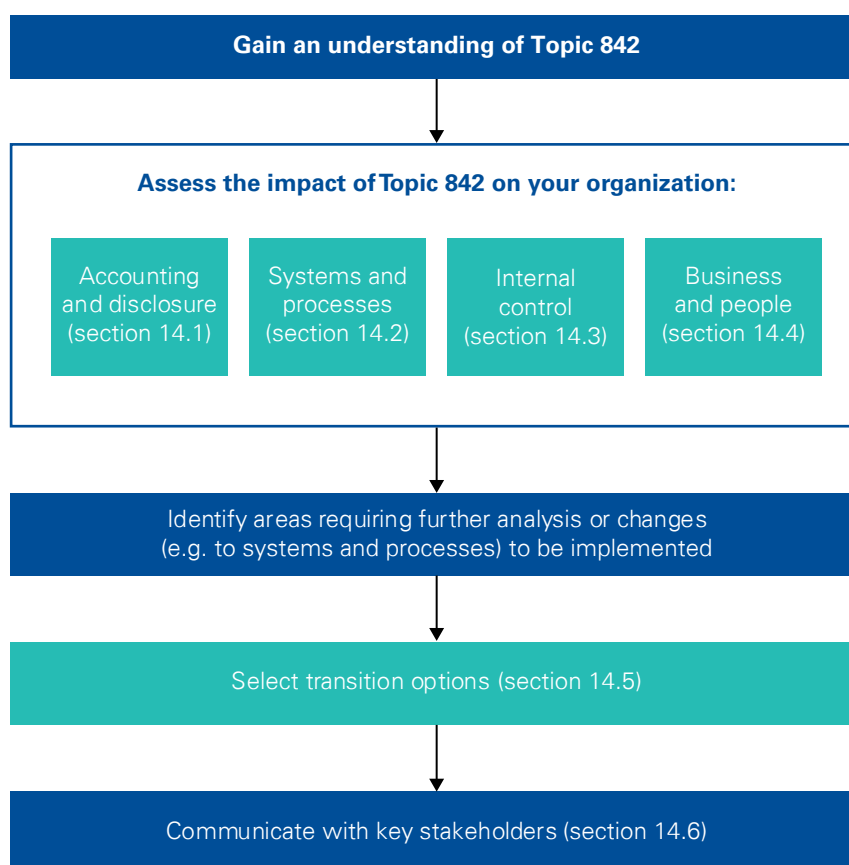 Gain an understanding of Topic 842
Assess the impact of Topic 842 on your organization:
Accounting
and disclosure
(section 14.1)
Systems and
processes
(section 14.2)
Internal
control
(section 14.3)
Business
and people
(section 14.4)
Identify areas requiring further analysis or changes
(e.g. to systems and processes) to be implemented
Select transition options (section 14.5)
Communicate with key stakeholders (section 14.6)